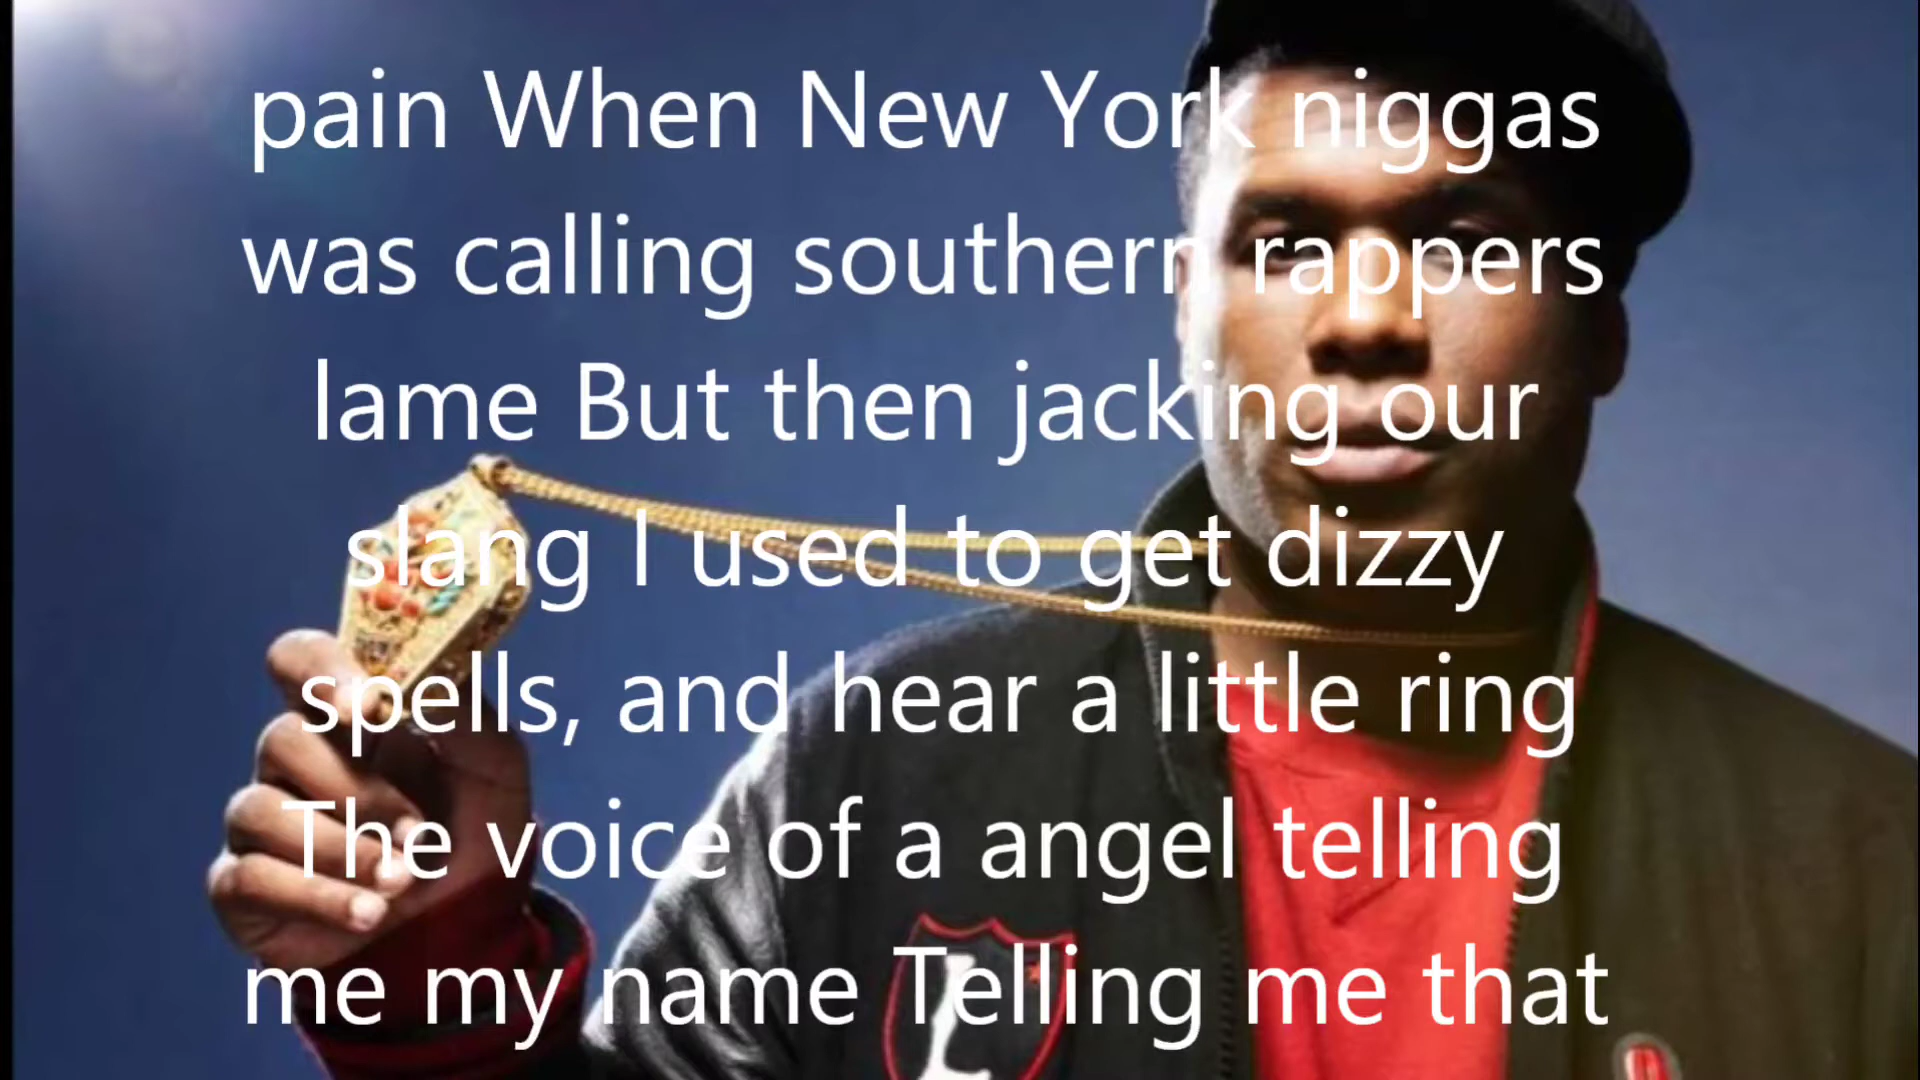 pain When New York niggas
was calling southern rappers
lame But then jacking our
slang I used to get dizzy
spells, and hear a little ring
The voice of a angel telling
me my name Telling me that